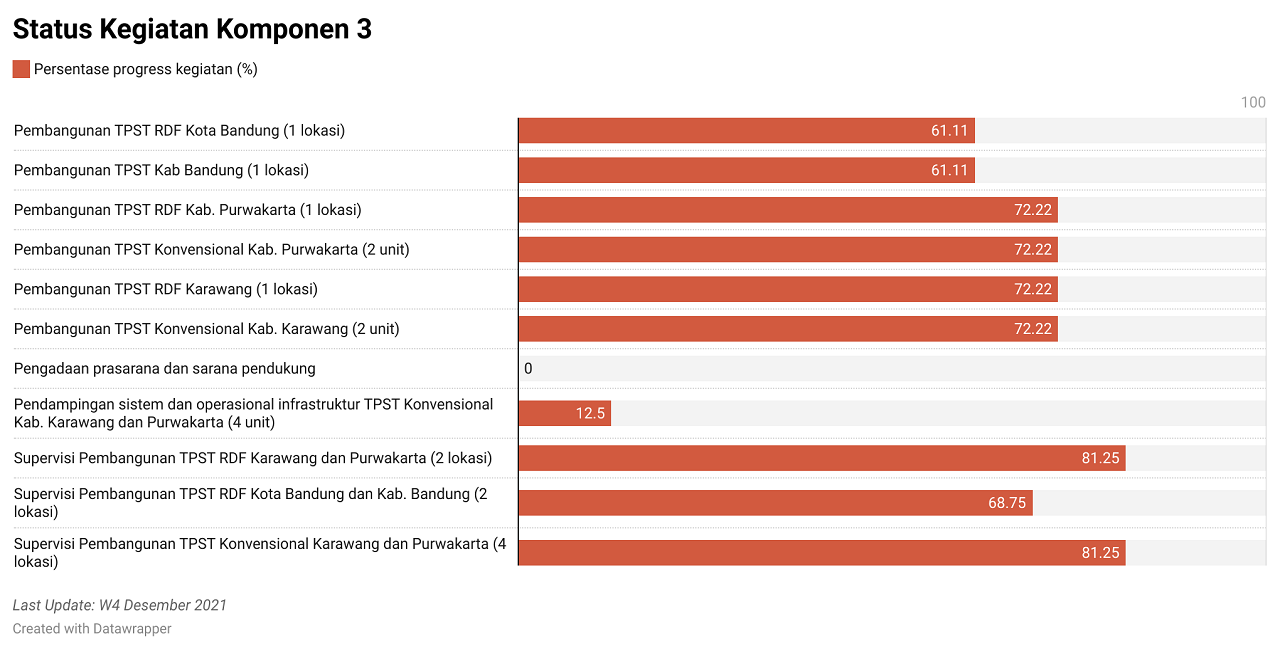 Status Kegiatan Komponen 3
Persentase progress kegiatan (%)
100
Pembangunan TPST RDF Kota Bandung (1 lokasi) 61.11
Pembangunan TPST Kab Bandung (1 lokasi) 61.11
Pembangunan TPST RDF Kab. Purwakarta (1 lokasi) 72.22
Pembangunan TPST Konvensional Kab. Purwakarta (2 unit) 72.22
Pembangunan TPST RDF Karawang (1 lokasi) 72.22
Pembangunan TPST Konvensional Kab. Karawang (2 unit) 72.22
Pengadaan prasarana dan sarana pendukung 0
Pendampingan sistem dan operasional infrastruktur TPST Konvensional
Kab. Karawang dan Purwakarta (4 unit) 12.5
Supervisi Pembangunan TPST RDF Karawang dan Purwakarta (2 lokasi) 81.25
Supervisi Pembangunan TPST RDF Kota Bandung dan Kab. Bandung (2
lokasi) 68.75
Supervisi Pembangunan TPST Konvensional Karawang dan Purwakarta (4
lokasi) 81.25
Last Update: W4 Desember 2021
Created with Datawrapper